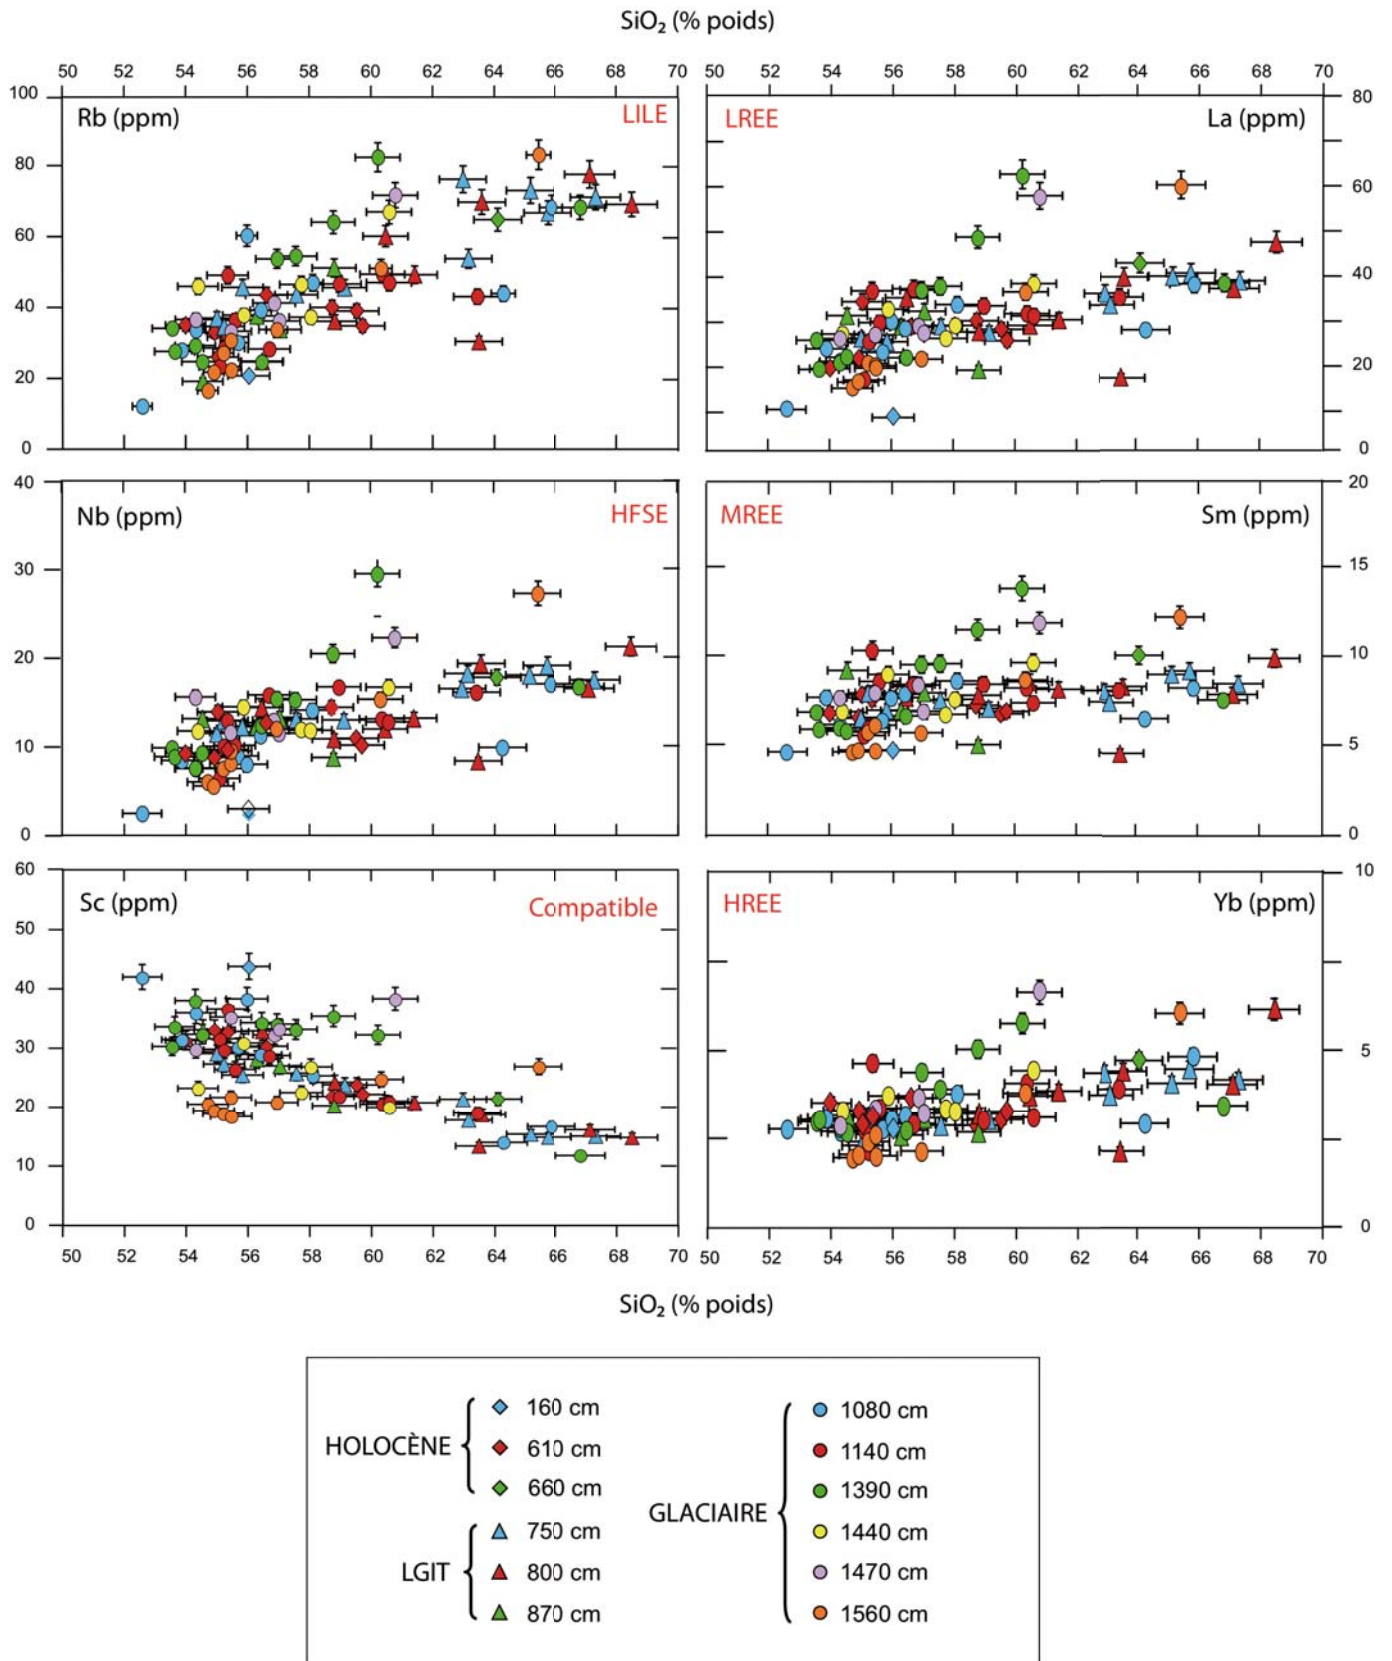 SiO₂ (% poids)
50 52 54 56 58 60 62 64 66 70 50 52 54 56 58 60 62 64 66 70
100
80
60
40
20
0
Rb (ppm)
LILE
LREE
La (ppm)
80
60
40
20
0
40
30
20
10
0
Nb (ppm)
HFSE
MREE
Sm (ppm)
20
15
10
5
0
60
50
40
30
20
10
0
Sc (ppm)
Compatible
HREE
Yb (ppm)
10
5
0
50 52 54 56 58 60 62 64 66 70 50 52 54 56 58 60 62 64 66 70
SiO₂ (% poids)
HOLOCÈNE
160 cm
610 cm
660 cm
LGIT
750 cm
800 cm
870 cm
GLACIAIRE
1080 cm
1140 cm
1390 cm
1440 cm
1470 cm
1560 cm